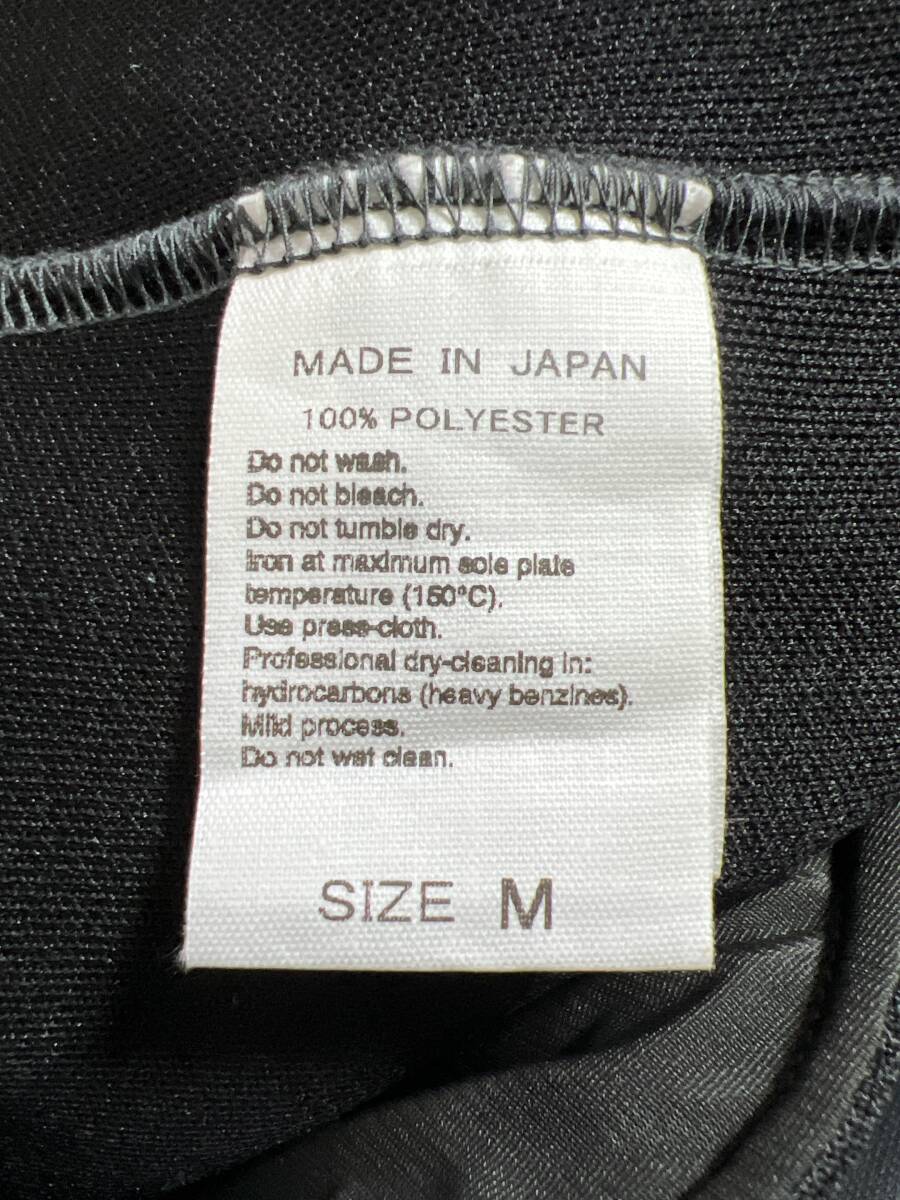 MADE IN JAPAN
100% POLYESTER
Do not wash.
Do not bleach.
Do not tumble dry.
Iron at maximum sole plate
temperature (150°C).
Use press-cloth.
Professional dry-cleaning in:
hydrocarbons (heavy benzines).
Mild process.
Do not wet clean.
SIZE M